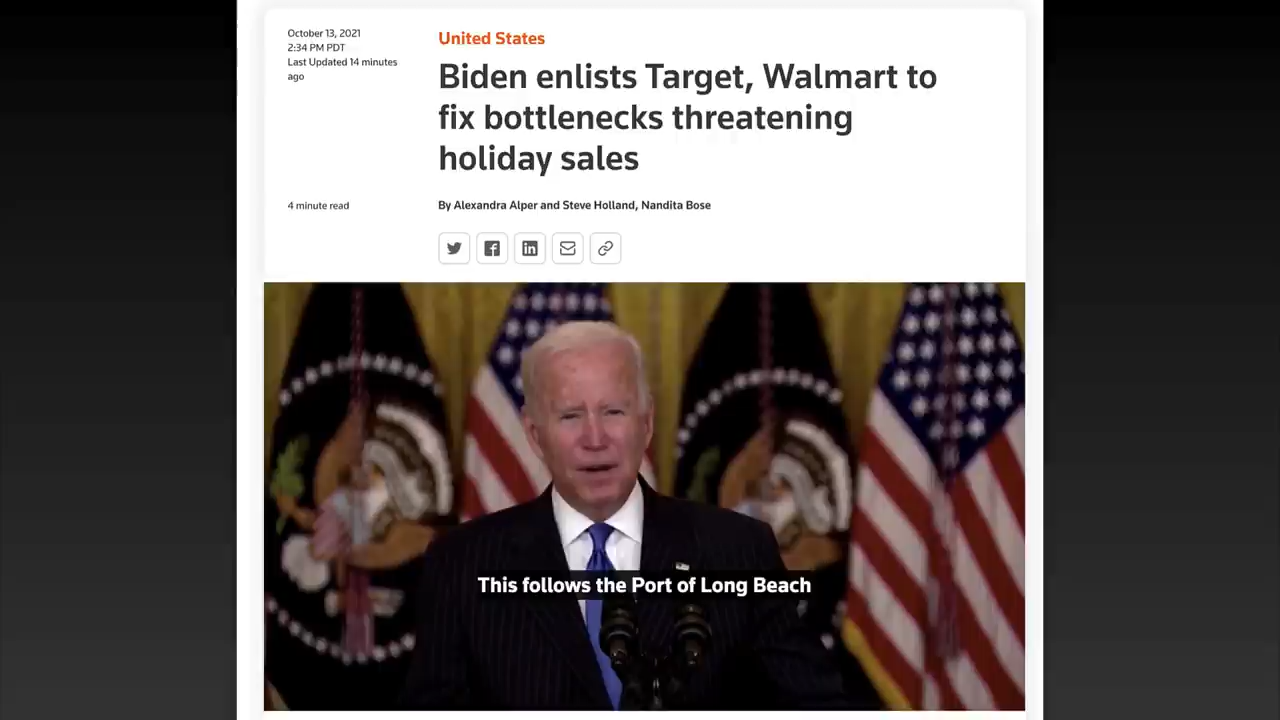 October 13, 2021
2:34 PM PDT
Last Updated 14 minutes
ago
United States
Biden enlists Target, Walmart to
fix bottlenecks threatening
holiday sales
4 minute read
By Alexandra Alper and Steve Holland, Nandita Bose
This follows the Port of Long Beach